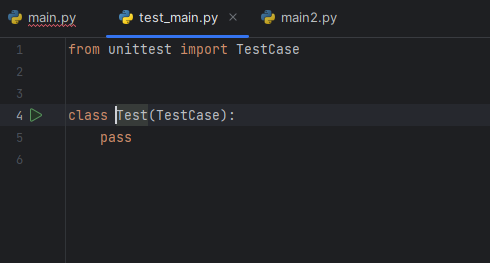 main.py test_main.py main2.py
1 from unittest import TestCase
2
3
4 class Test(TestCase):
5     pass
6